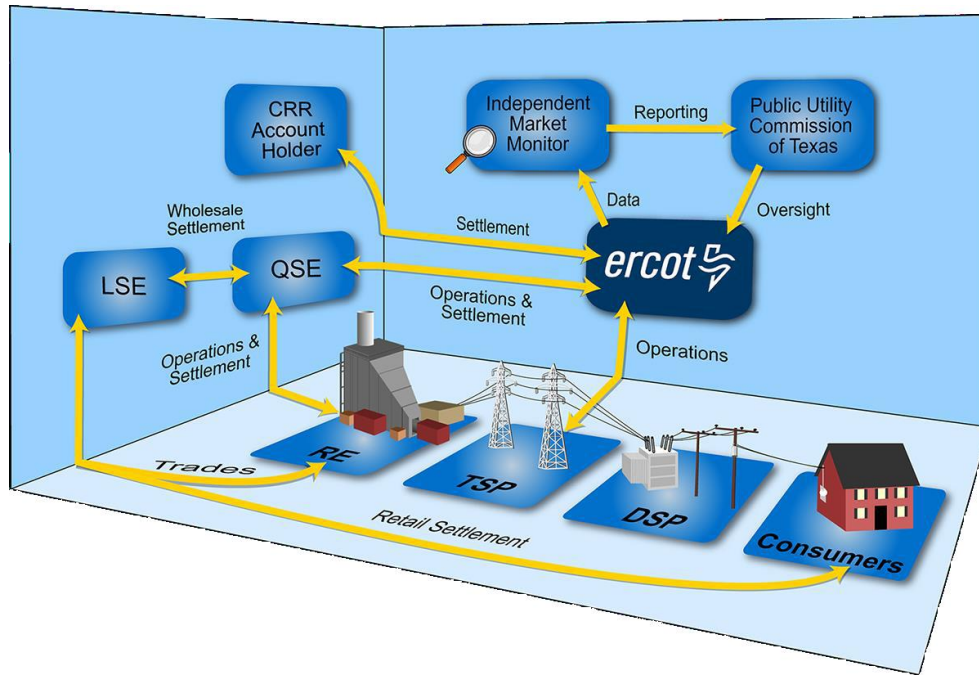 CRR
Account
Holder
Independent
Market
Monitor
Reporting
Public Utility
Commission
of Texas
Data
Oversight
Wholesale
Settlement
Settlement
ercot
LSE
QSE
Operations &
Settlement
Operations &
Settlement
Operations
RE
TSP
DSP
Consumers
Trades
Retail Settlement